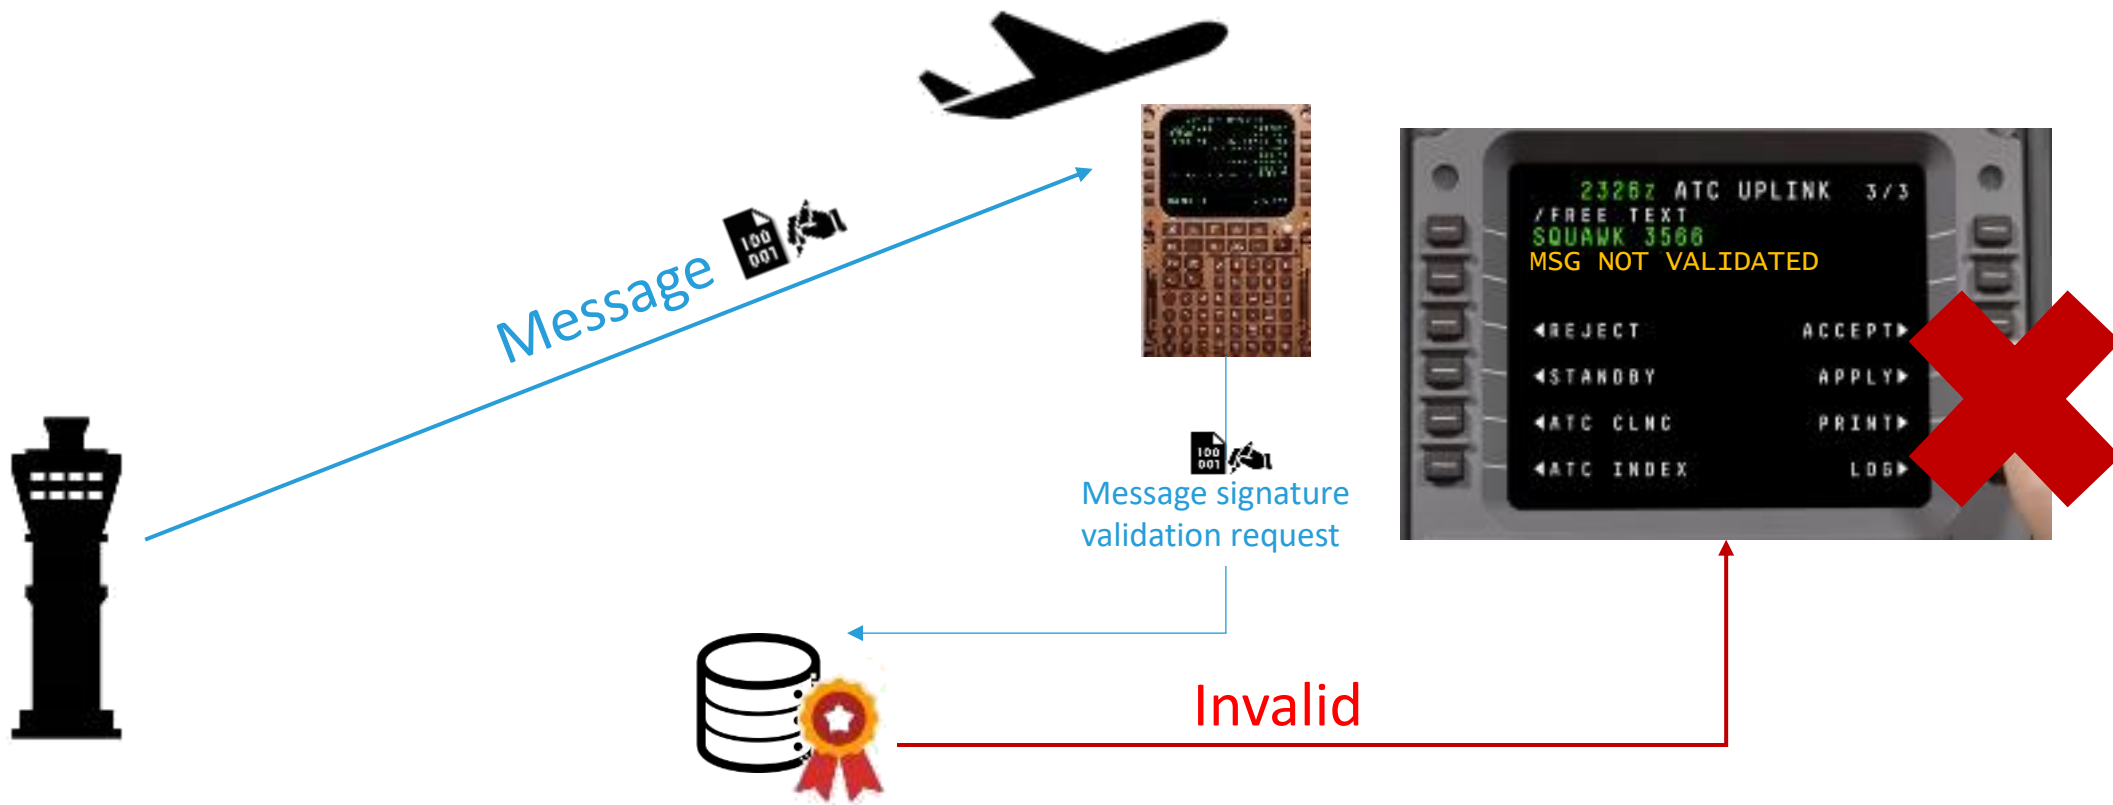 Message
100
001
2326z ATC UPLINK 3/3
/FREE TEXT
SQUAWK 3566
MSG NOT VALIDATED
◀REJECT ACCEPT▶
◀STANDBY APPLY▶
◀ATC CLNC PRINT▶
◀ATC INDEX LOG▶
100
001
Message signature
validation request
Invalid